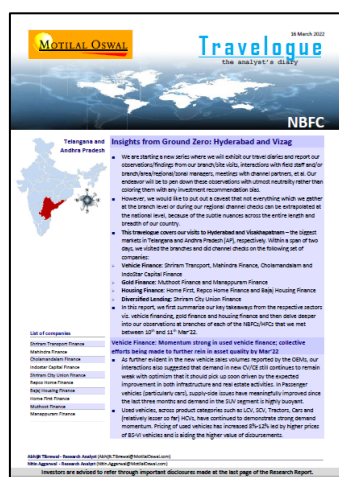 16 March 2022
MOTILAL OSWAL
Travelogue
the analyst's diary
NBFC
Telangana and
Andhra Pradesh
Insights from Ground Zero: Hyderabad and Vizag
We are starting a new series where we will exhibit our travel diaries and report our
observations/findings from our branch/site visits, interactions with field staff and/or
branch/area/regional/zonal managers, meetings with channel partners, et al. Our
endeavor will be to pen down these observations with utmost neutrality rather than
coloring them with any investment recommendation skies.
However, we would like to put out a caveat that not everything which we gather
at the branch level or during our regional channel checks can be extrapolated at
the national level, because of the subtle nuances across the entire length and
breadth of our country.
This travelogue covers our visits to Hyderabad and Visakhapatnam – the biggest
markets in Telangana and Andhra Pradesh (AP), respectively. Within a span of two
days, we visited the branches and did channel checks on the following set of
companies:
Vehicle Finance: Shriram Transport, Mahindra Finance, Cholamandalam and
IndoStar Capital Finance
Gold Finance: Muthoot Finance and Manappuram Finance
Housing Finance: Home First, Repco Home Finance and Bajaj Housing Finance
Diversified Lending: Shriram City Union Finance
In this report, we first summarize our key takeaways from the respective sectors
viz. vehicle financing, gold finance and housing finance and then delve deeper
into our observations at branches of each of the NBFCs/HFCs that we met
between 10th and 11th Mar'22.
List of companies
Shriram Transport Finance
Mahindra Finance
Cholamandalam Finance
Indostar Capital Finance
Shriram City Union Finance
Repco Home Finance
Bajaj Housing Finance
Home First Finance
Muthoot Finance
Manappuram Finance
Vehicle Finance: Momentum strong in used vehicle finance; collective
efforts being made to further rein in asset quality by Mar'22
As further evident in the new vehicle sales volumes reported by the OEMs, our
interactions also suggested that demand in new CV/CE still continues to remain
weak with optimism that it should pick up soon driven by the expected
improvement in both infrastructure and real estate activities. In Passenger
vehicles (particularly cars), supply-side issues have meaningfully improved since
the last three months and demand in the SUV segment is highly buoyant.
Used vehicles, across product categories such as LCV, SCV, Tractors, Cars and
(relatively lesser so far) HCVs, have continued to demonstrate strong demand
momentum. Pricing of used vehicles has increased 8%-12% led by higher prices
of BS-VI vehicles and is aiding the higher value of disbursements.
Abhijit Tibrewal - Research Analyst (Abhijit.Tibrewal@MotilalOswal.com)
Nitin Aggarwal - Research Analyst (Nitin.Aggarwal@MotilalOswal.com)
Investors are advised to refer through important disclosures made at the last page of the Research Report.